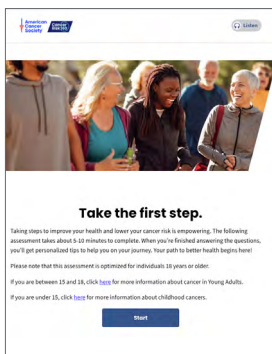 American
Cancer
Society
Cancer
Risk 360
Listen
Take the first step.
Taking steps to improve your health and lower your cancer risk is empowering. The following
assessment takes about 5-10 minutes to complete. When you're finished answering the questions,
you'll get personalized tips to help you on your journey. Your path to better health begins here!
Please note that this assessment is optimized for individuals 18 years or older.
If you are between 15 and 18, click here for more information about cancer in Young Adults.
If you are under 15, click here for more information about childhood cancers.
Start